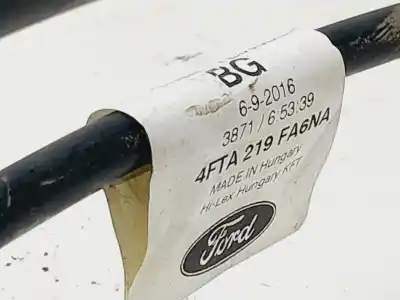 BG
6-9-2016
3871 / 6:53:39
4FTA 219 FA6NA
MADE IN Hungary
Hi-Lex Hungary KFT
Ford